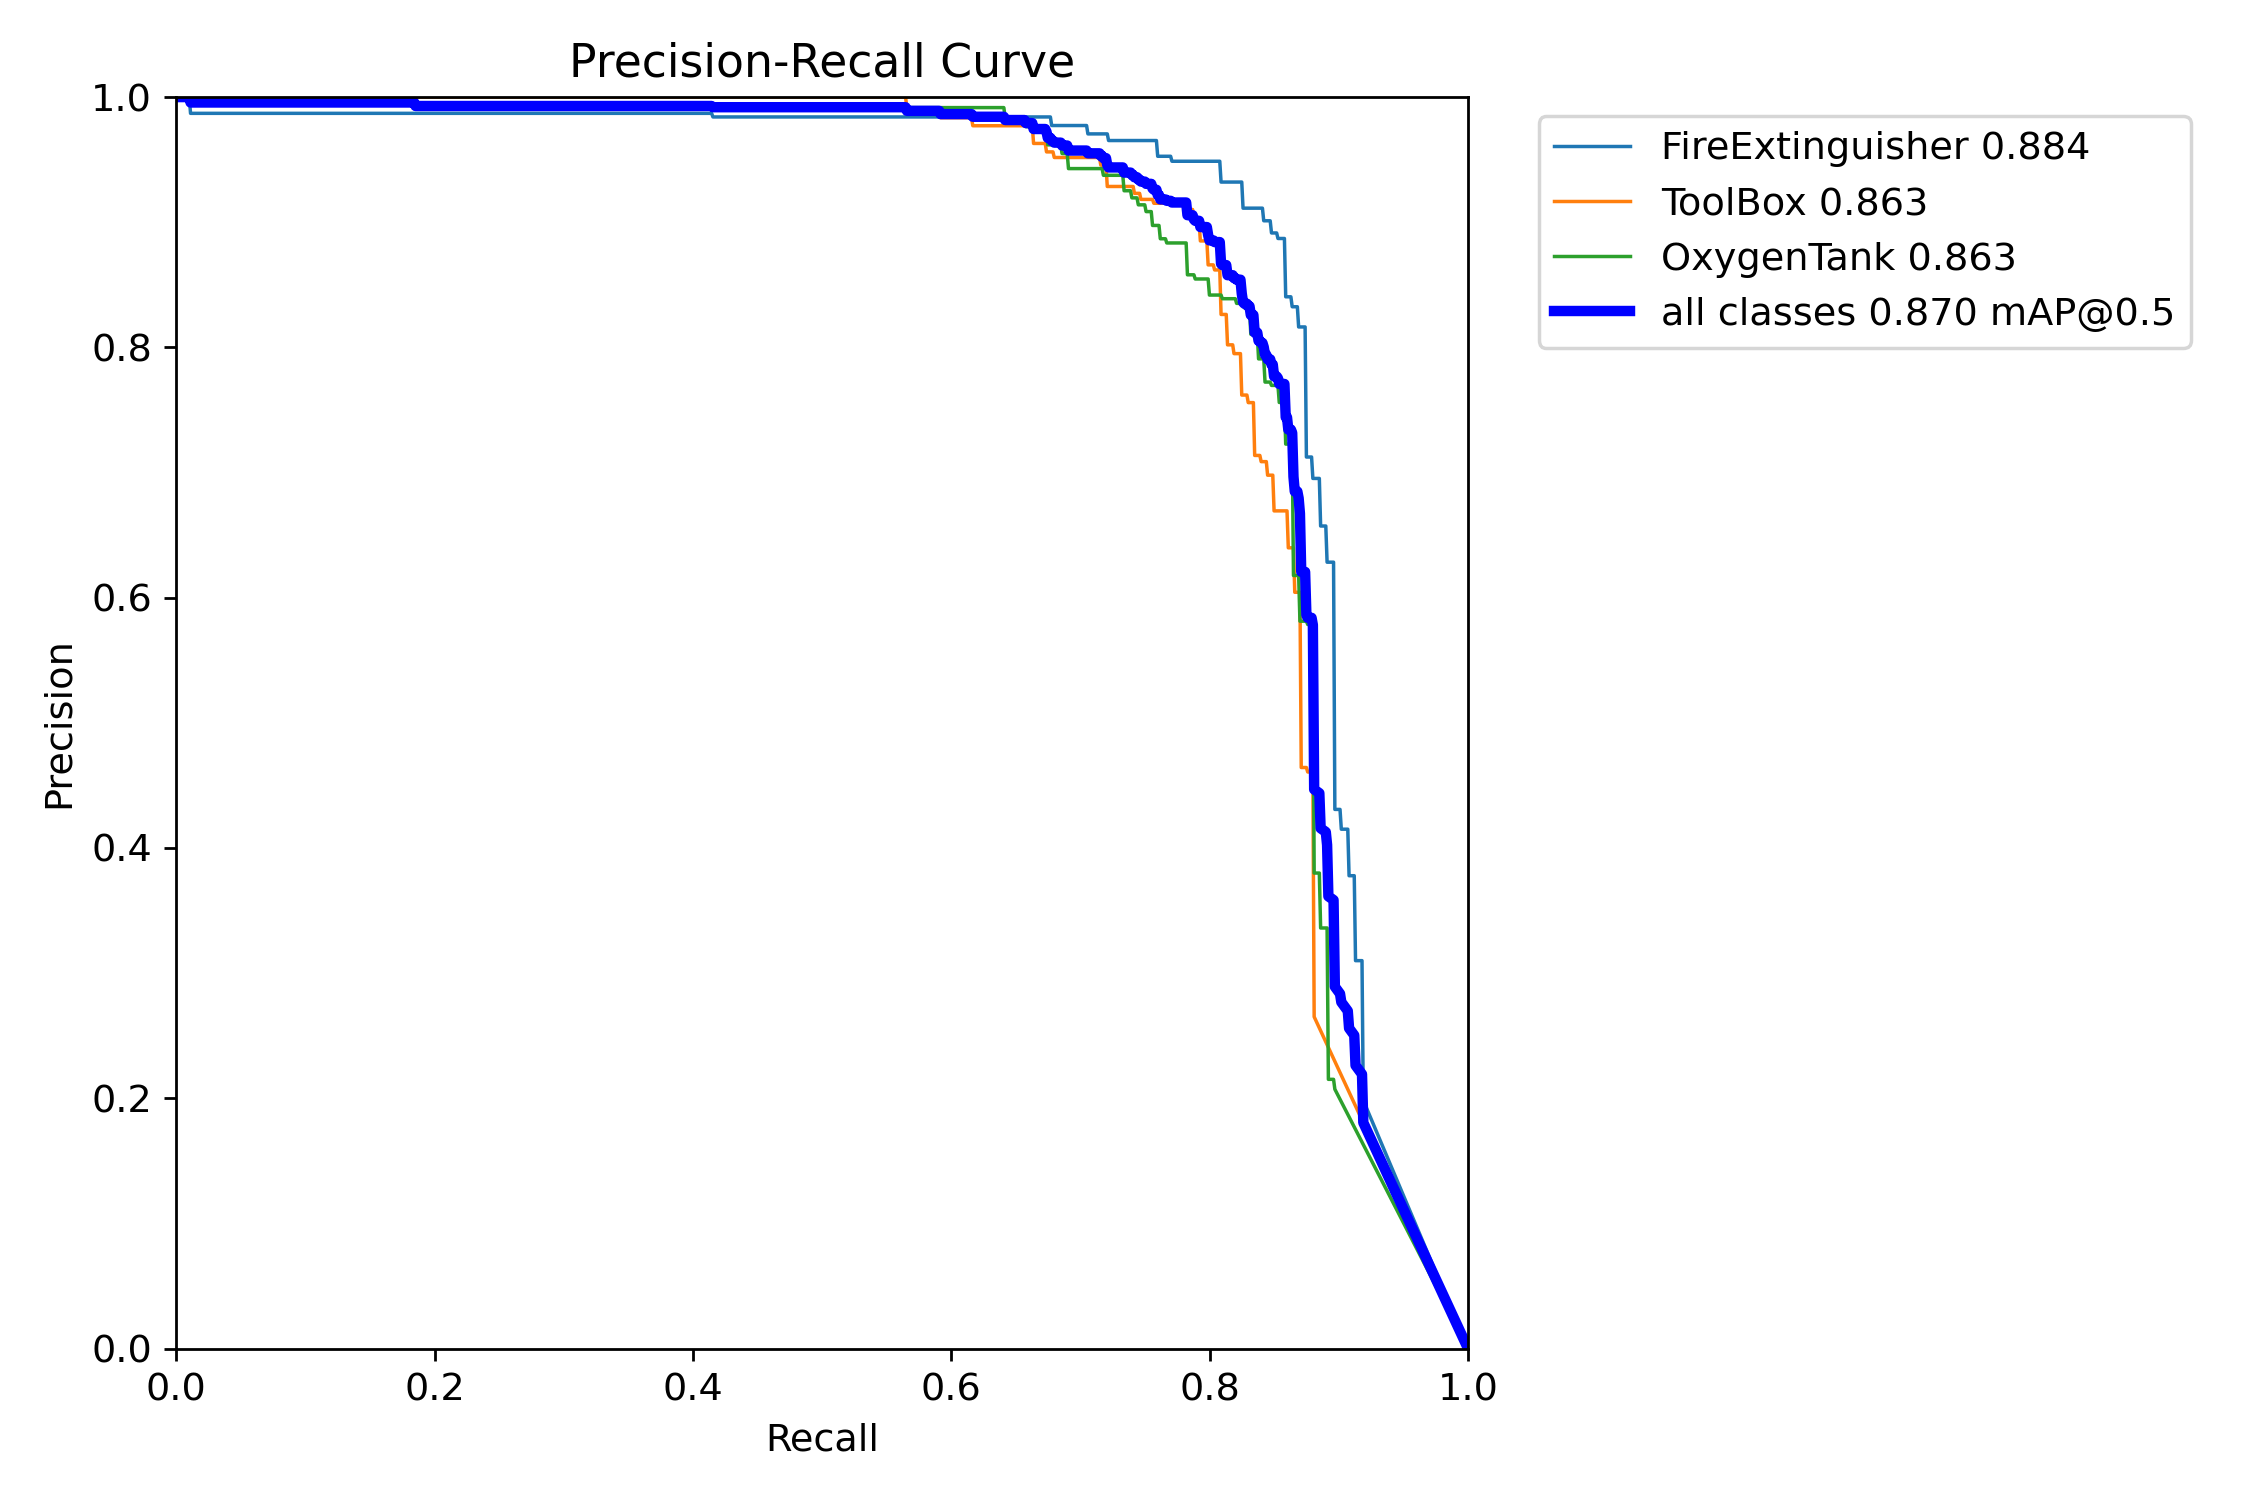 Precision-Recall Curve
1.0
0.8
0.6
0.4
0.2
0.0
Precision
0.0 0.2 0.4 0.6 0.8 1.0
Recall
FireExtinguisher 0.884
ToolBox 0.863
OxygenTank 0.863
all classes 0.870 mAP@0.5